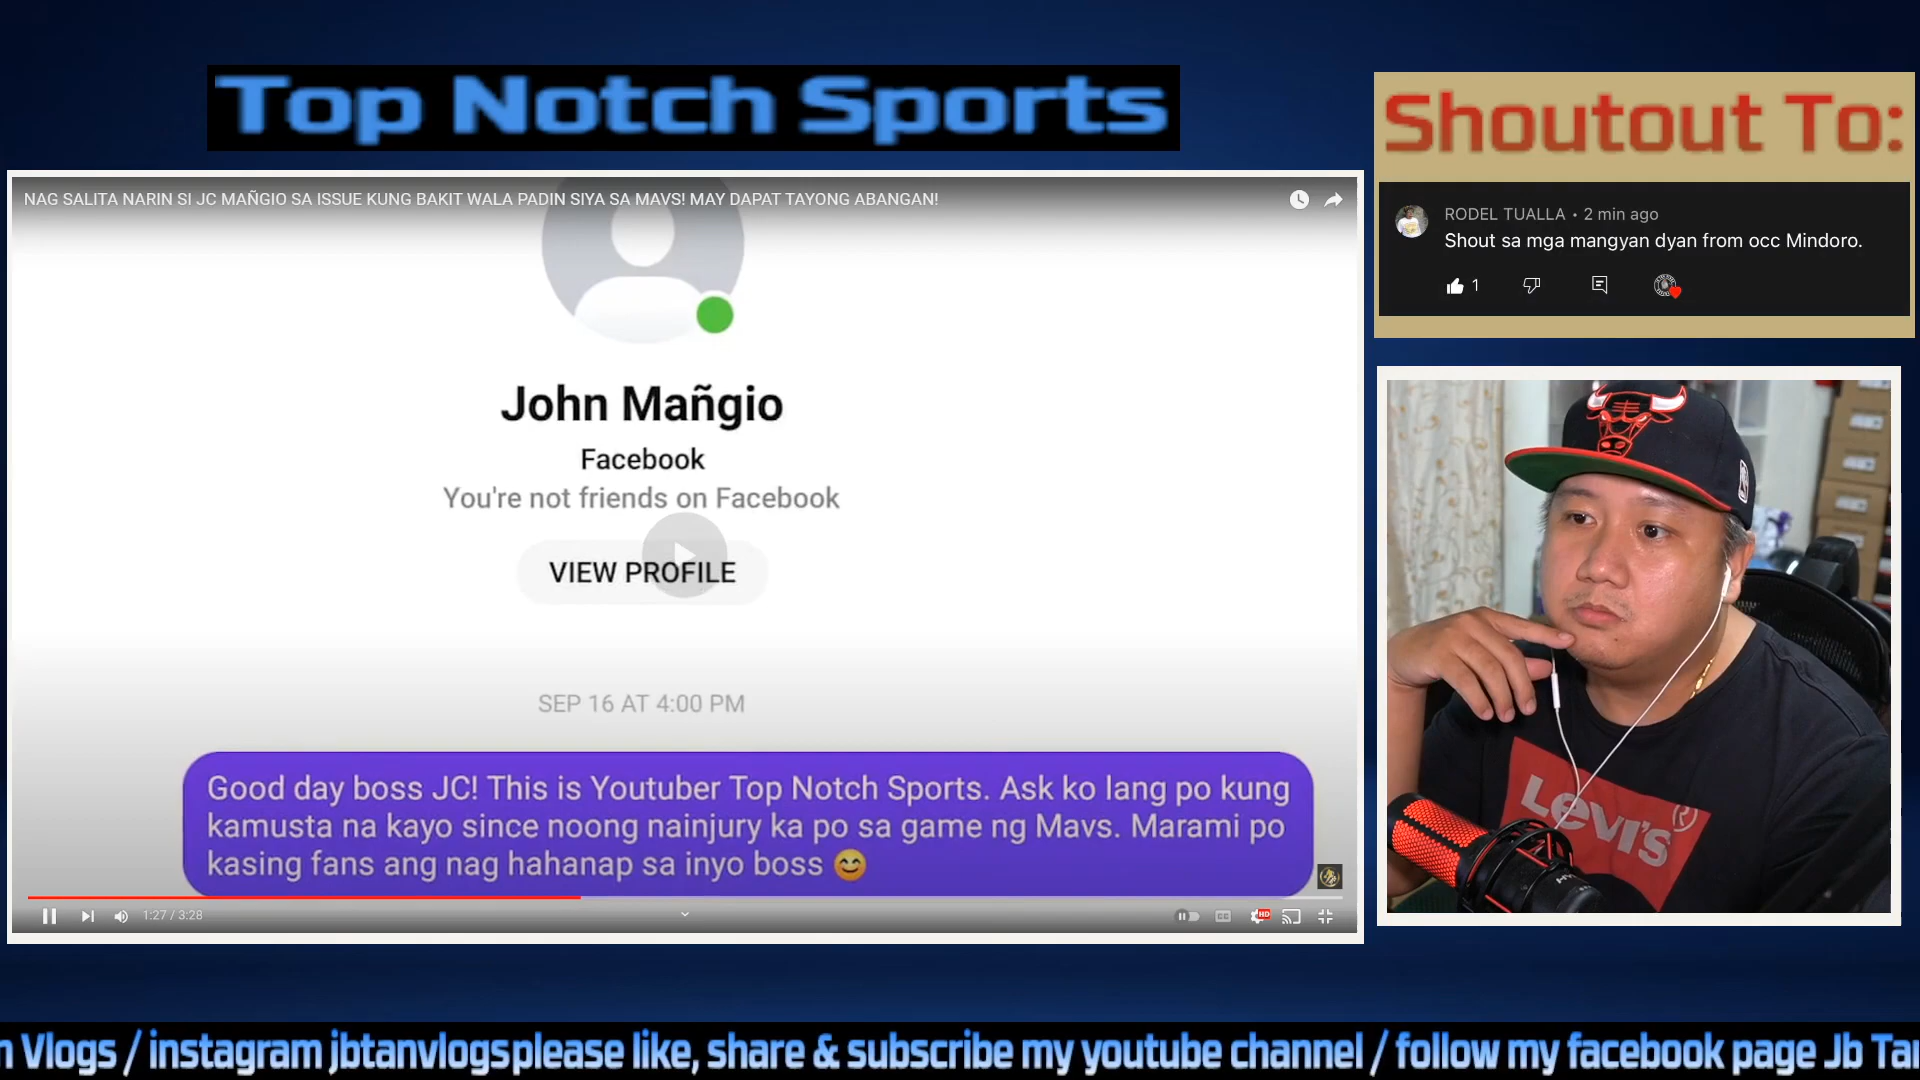 Top Notch Sports
Shoutout To:
NAG SALITA NARIN SI JC MAÑGIO SA ISSUE KUNG BAKIT WALA PADIN SIYA SA MAVS! MAY DAPAT TAYONG ABANGAN!
RODEL TUALLA • 2 min ago
Shout sa mga mangyan dyan from occ Mindoro.
1
John Mañgio
Facebook
You're not friends on Facebook
VIEW PROFILE
SEP 16 AT 4:00 PM
Good day boss JC! This is Youtuber Top Notch Sports. Ask ko lang po kung
kamusta na kayo since noong nainjury ka po sa game ng Mavs. Marami po
kasing fans ang nag hahanap sa inyo boss 😊
1:27 / 3:28
CC
HD
LEVI'S®
n Vlogs / instagram jbtanvlogsplease like, share & subscribe my youtube channel / follow my facebook page Jb Tan